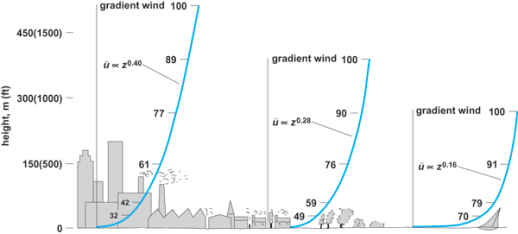 height, m (ft)
450(1500)
300(1000)
150(500)
0
gradient wind 100
89
ū ∝ z^0.40
77
61
42
32
gradient wind 100
90
ū ∝ z^0.28
76
59
49
gradient wind 100
91
ū ∝ z^0.16
79
70